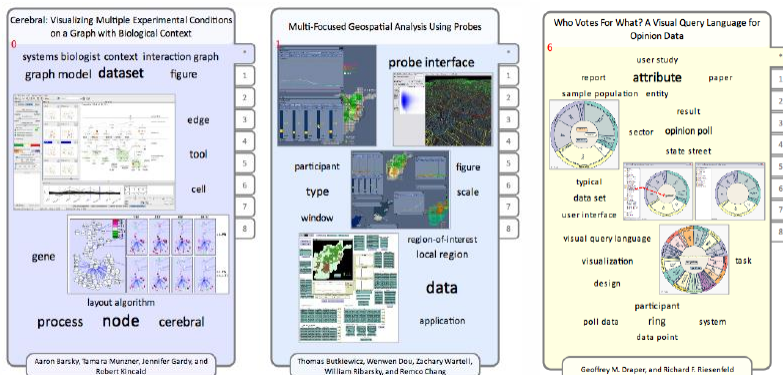 Cerebral: Visualizing Multiple Experimental Conditions
on a Graph with Biological Context
0
systems biologist context interaction graph
graph model dataset figure
edge
tool
cell
gene
layout algorithm
process node cerebral
Aaron Barsky, Tamara Munzner, Jennifer Gardy, and
Robert Kincaid
*
1
2
3
4
5
6
7
8
Multi-Focused Geospatial Analysis Using Probes
1
probe interface
participant
figure
type
scale
window
region-of-interest
local region
data
application
Thomas Butkiewicz, Wenwen Dou, Zachary Wartell,
William Ribarsky, and Remco Chang
*
1
2
3
4
5
6
7
8
Who Votes For What? A Visual Query Language for
Opinion Data
6
user study
report attribute paper
sample population entity
result
sector opinion poll
state street
typical
data set
user interface
visual query language
visualization task
design
participant
poll data ring system
data point
Geoffrey M. Draper, and Richard F. Riesenfeld
*
1
2
3
4
5
6
7
8